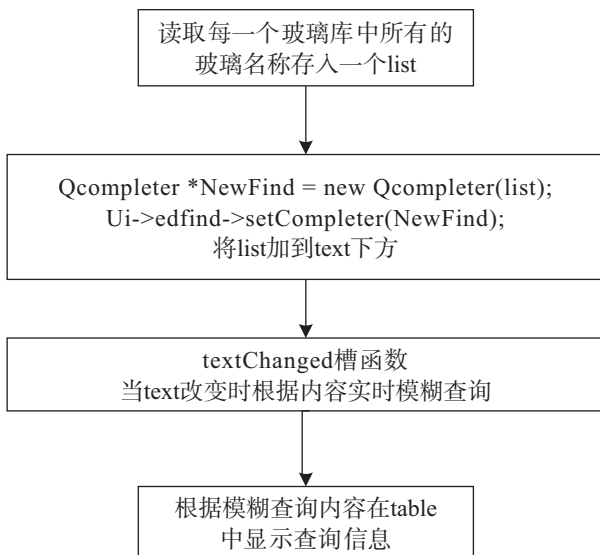 读取每一个玻璃库中所有的
玻璃名称存入一个list
Qcompleter *NewFind = new Qcompleter(list);
Ui->edfind->setCompleter(NewFind);
将list加到text下方
textChanged槽函数
当text改变时根据内容实时模糊查询
根据模糊查询内容在table
中显示查询信息